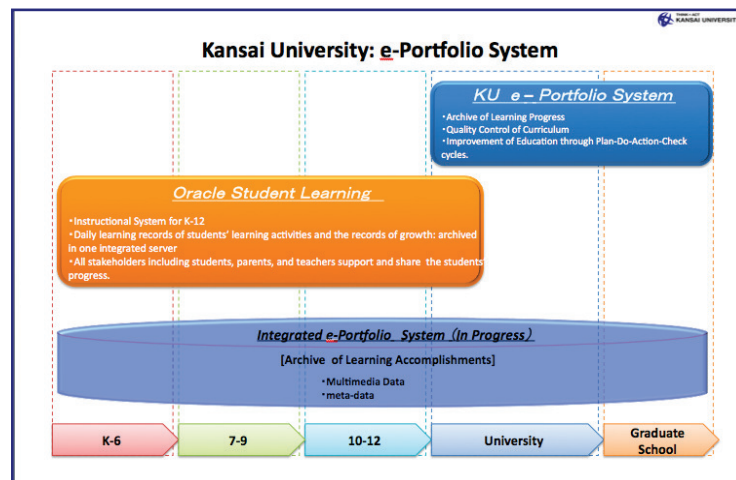 THINK × ACT
KANSAI UNIVERSIT
Kansai University: e-Portfolio System
KU e – Portfolio System
・Archive of Learning Progress
・Quality Control of Curriculum
・Improvement of Education through Plan-Do-Action-Check
cycles.
Oracle Student Learning
・Instructional System for K-12
・Daily learning records of students' learning activities and the records of growth: archived
in one integrated server
・All stakeholders including students, parents, and teachers support and share the students'
progress.
Integrated e-Portfolio System（In Progress）
[Archive of Learning Accomplishments]
・Multimedia Data
・meta-data
K-6
7-9
10-12
University
Graduate
School